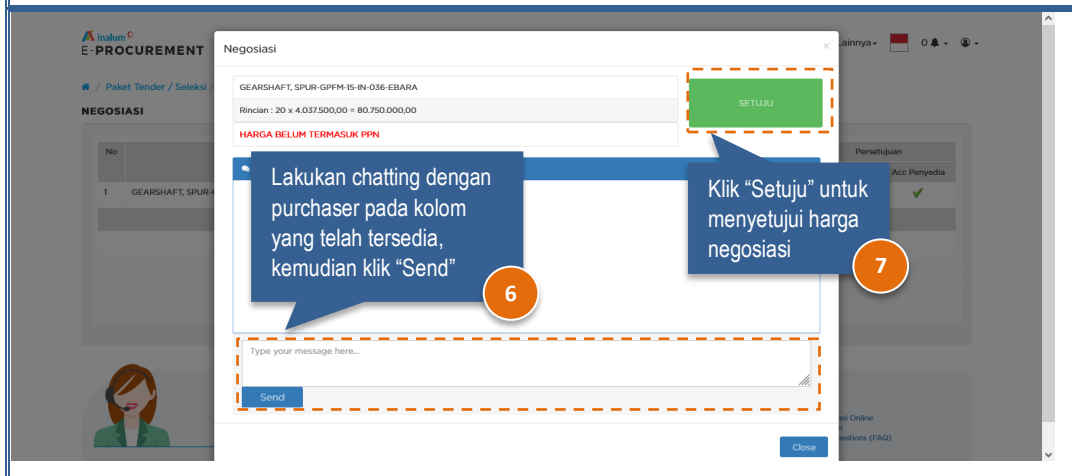 Inalum
E-PROCUREMENT
Negosiasi
×
ainnya
0
/ Paket Tender / Seleksi /
NEGOSIASI
GEARSHAFT, SPUR-GPFM-15-IN-036-EBARA
Rincian : 20 x 4.037.500,00 = 80.750.000,00
HARGA BELUM TERMASUK PPN
SETUJU
No
Persetujuan
Acc Penyedia
1 GEARSHAFT, SPUR-
Lakukan chatting dengan
purchaser pada kolom
yang telah tersedia,
kemudian klik “Send”
6
Klik “Setuju” untuk
menyetujui harga
negosiasi
7
Type your message here...
Send
Close
si Online
estions (FAQ)